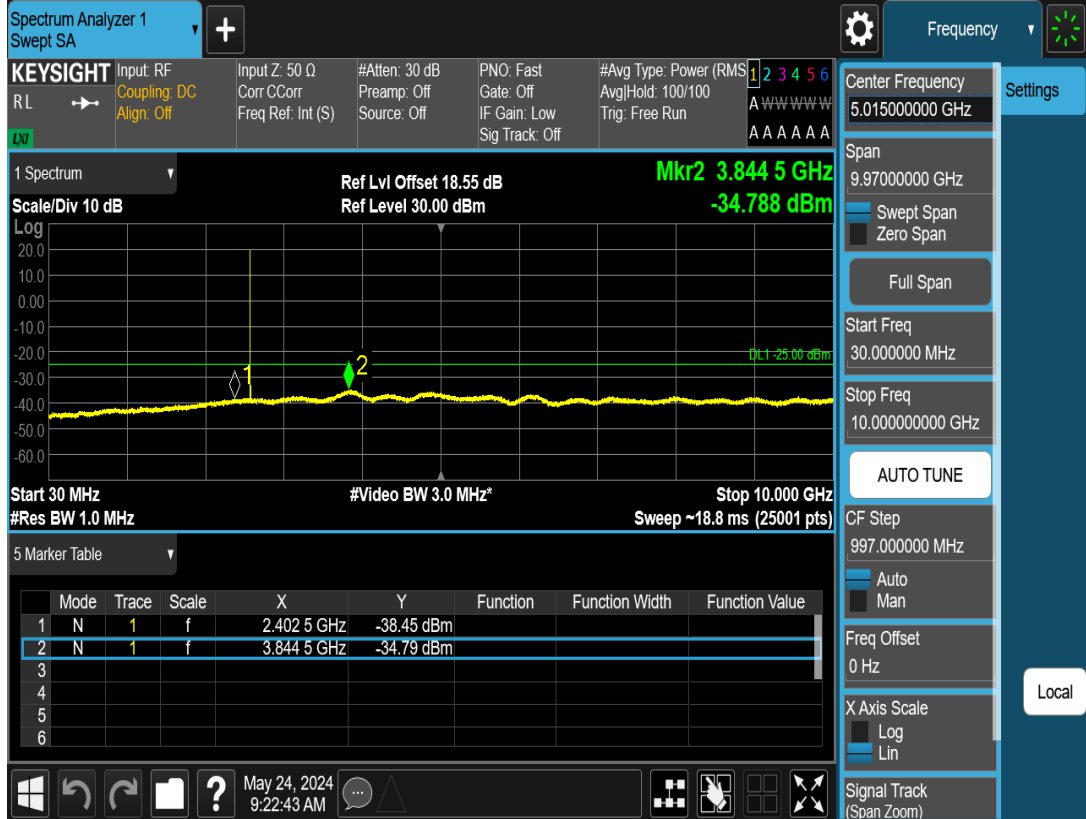 Spectrum Analyzer 1
Swept SA
+
Frequency
KEYSIGHT
RL
LXI
Input: RF
Coupling: DC
Align: Off
Input Z: 50 Ω
Corr CCorr
Freq Ref: Int (S)
#Atten: 30 dB
Preamp: Off
Source: Off
PNO: Fast
Gate: Off
IF Gain: Low
Sig Track: Off
#Avg Type: Power (RMS
Avg|Hold: 100/100
Trig: Free Run
1 2 3 4 5 6
A W W W W W
A A A A A A
1 Spectrum
Scale/Div 10 dB
Ref Lvl Offset 18.55 dB
Ref Level 30.00 dBm
Mkr2 3.844 5 GHz
-34.788 dBm
Log
20.0
10.0
0.00
-10.0
-20.0
-30.0
-40.0
-50.0
-60.0
DL1 -25.00 dBm
1
2
Start 30 MHz
#Video BW 3.0 MHz*
Stop 10.000 GHz
#Res BW 1.0 MHz
Sweep ~18.8 ms (25001 pts)
5 Marker Table
Mode Trace Scale X Y Function Function Width Function Value
1 N 1 f 2.402 5 GHz -38.45 dBm
2 N 1 f 3.844 5 GHz -34.79 dBm
3
4
5
6
?
May 24, 2024
9:22:43 AM
Center Frequency
5.015000000 GHz
Span
9.97000000 GHz
Swept Span
Zero Span
Full Span
Start Freq
30.000000 MHz
Stop Freq
10.000000000 GHz
AUTO TUNE
CF Step
997.000000 MHz
Auto
Man
Freq Offset
0 Hz
X Axis Scale
Log
Lin
Signal Track
(Span Zoom)
Settings
Local